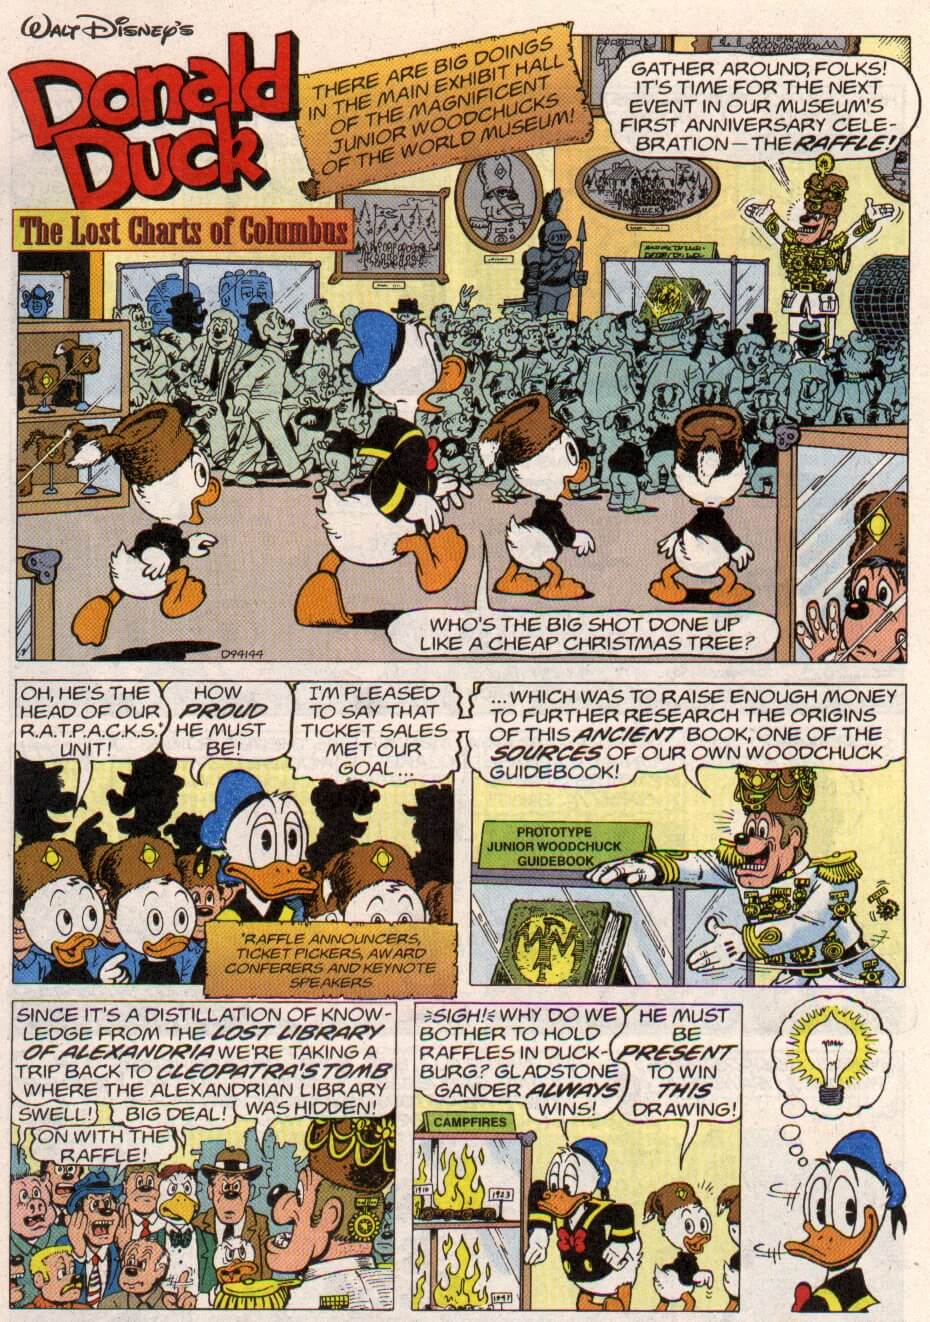 WALT DISNEY'S
Donald
Duck
The Lost Charts of Columbus
THERE ARE BIG DOINGS
IN THE MAIN EXHIBIT HALL
OF THE MAGNIFICENT
JUNIOR WOODCHUCKS
OF THE WORLD MUSEUM!
GATHER AROUND, FOLKS!
IT'S TIME FOR THE NEXT
EVENT IN OUR MUSEUM'S
FIRST ANNIVERSARY CELE-
BRATION — THE RAFFLE!
WHO'S THE BIG SHOT DONE UP
LIKE A CHEAP CHRISTMAS TREE?
D94144
OH, HE'S THE
HEAD OF OUR
R.A.T.P.A.C.K.S.*
UNIT!
HOW
PROUD
HE MUST
BE!
I'M PLEASED
TO SAY THAT
TICKET SALES
MET OUR
GOAL...
*RAFFLE ANNOUNCERS,
TICKET PICKERS, AWARD
CONFERERS AND KEYNOTE
SPEAKERS
...WHICH WAS TO RAISE ENOUGH MONEY
TO FURTHER RESEARCH THE ORIGINS
OF THIS ANCIENT BOOK, ONE OF THE
SOURCES OF OUR OWN WOODCHUCK
GUIDEBOOK!
PROTOTYPE
JUNIOR WOODCHUCK
GUIDEBOOK
SINCE IT'S A DISTILLATION OF KNOW-
LEDGE FROM THE LOST LIBRARY
OF ALEXANDRIA WE'RE TAKING A
TRIP BACK TO CLEOPATRA'S TOMB
WHERE THE ALEXANDRIAN LIBRARY
WAS HIDDEN!
SWELL!
BIG DEAL!
ON WITH THE
RAFFLE!
SIGH! WHY DO WE
BOTHER TO HOLD
RAFFLES IN DUCK-
BURG? GLADSTONE
GANDER ALWAYS
WINS!
HE MUST
BE
PRESENT
TO WIN
THIS
DRAWING!
CAMPFIRES
1910
1923